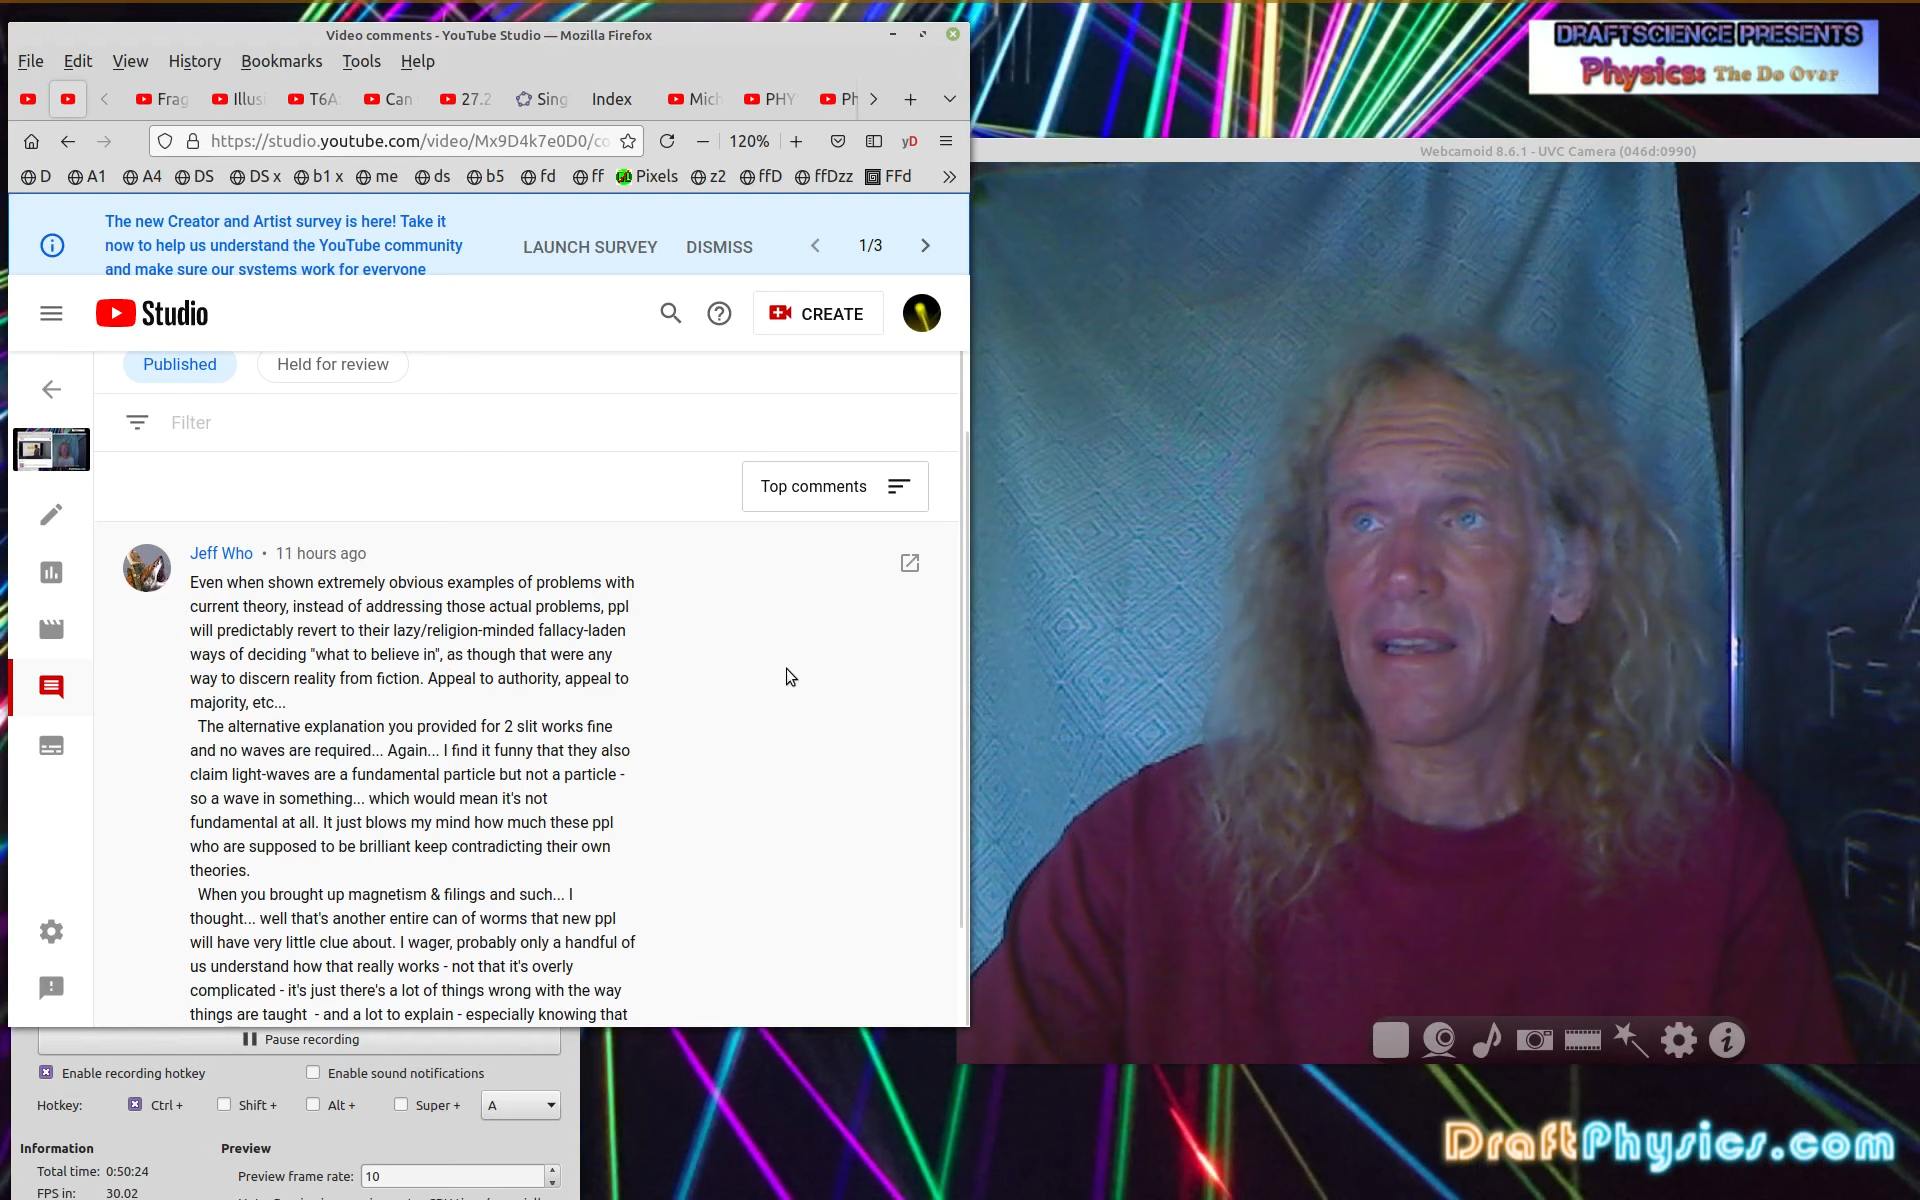 Video comments - YouTube Studio — Mozilla Firefox
File Edit View History Bookmarks Tools Help
Frag Illusi T6A Can 27.2 Sing Index Mich PHY Ph
https://studio.youtube.com/video/Mx9D4k7e0D0/co 120% yD
D A1 A4 DS DS x b1 x me ds b5 fd ff Pixels z2 ffD ffDzz FFd
The new Creator and Artist survey is here! Take it
now to help us understand the YouTube community
and make sure our systems work for everyone
LAUNCH SURVEY DISMISS 1/3
Studio
CREATE
Published Held for review
Filter
Top comments
Jeff Who • 11 hours ago
Even when shown extremely obvious examples of problems with
current theory, instead of addressing those actual problems, ppl
will predictably revert to their lazy/religion-minded fallacy-laden
ways of deciding "what to believe in", as though that were any
way to discern reality from fiction. Appeal to authority, appeal to
majority, etc...
The alternative explanation you provided for 2 slit works fine
and no waves are required... Again... I find it funny that they also
claim light-waves are a fundamental particle but not a particle -
so a wave in something... which would mean it's not
fundamental at all. It just blows my mind how much these ppl
who are supposed to be brilliant keep contradicting their own
theories.
When you brought up magnetism & filings and such... I
thought... well that's another entire can of worms that new ppl
will have very little clue about. I wager, probably only a handful of
us understand how that really works - not that it's overly
complicated - it's just there's a lot of things wrong with the way
things are taught - and a lot to explain - especially knowing that
Pause recording
Enable recording hotkey Enable sound notifications
Hotkey: Ctrl + Shift + Alt + Super + A
Information Preview
Total time: 0:50:24
Preview frame rate: 10
FPS in: 30.02
DRAFTSCIENCE PRESENTS
Physics: The Do Over
Webcamoid 8.6.1 - UVC Camera (046d:0990)
DraftPhysics.com